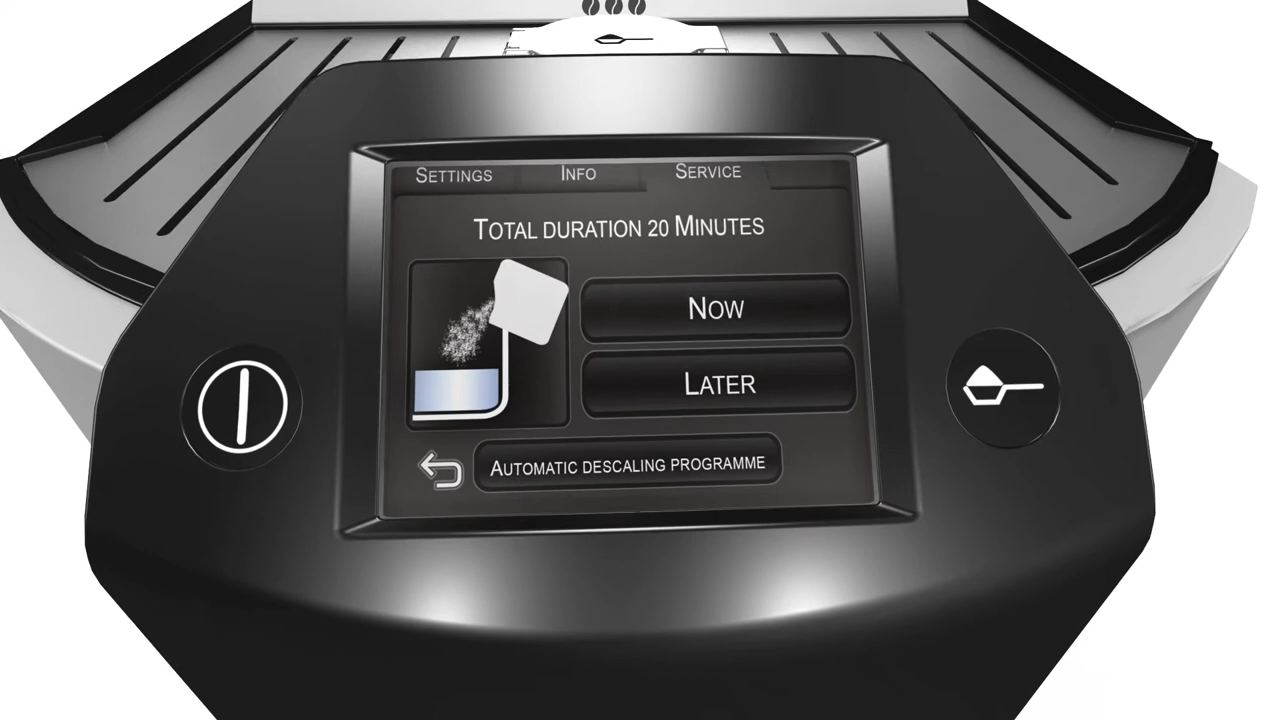 Settings
Info
Service
Total duration 20 Minutes
Now
Later
Automatic descaling programme